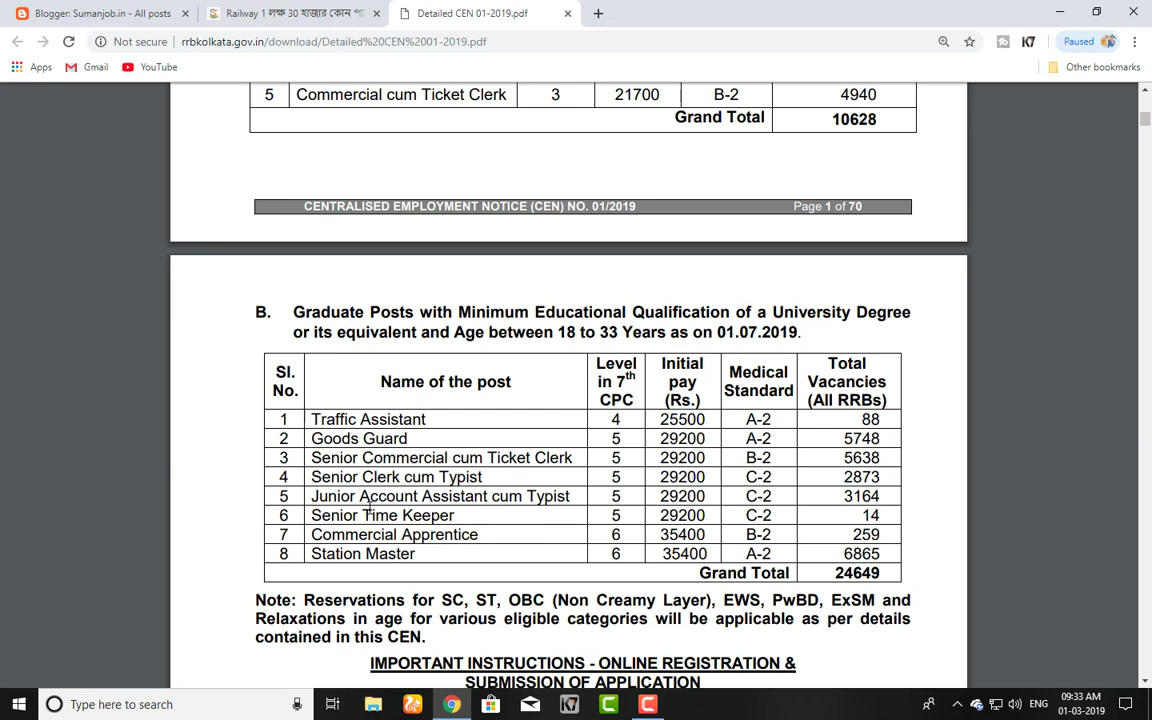 Blogger: Sumanjob.in - All posts
Railway 1 লক্ষ 30 হাজার কোন
Detailed CEN 01-2019.pdf
Not secure rrbkolkata.gov.in/download/Detailed%20CEN%2001-2019.pdf
Paused
Apps Gmail YouTube Other bookmarks
5 Commercial cum Ticket Clerk 3 21700 B-2 4940
Grand Total 10628
CENTRALISED EMPLOYMENT NOTICE (CEN) NO. 01/2019 Page 1 of 70
B. Graduate Posts with Minimum Educational Qualification of a University Degree
or its equivalent and Age between 18 to 33 Years as on 01.07.2019.
Sl. No. Name of the post Level in 7th CPC Initial pay (Rs.) Medical Standard Total Vacancies (All RRBs)
1 Traffic Assistant 4 25500 A-2 88
2 Goods Guard 5 29200 A-2 5748
3 Senior Commercial cum Ticket Clerk 5 29200 B-2 5638
4 Senior Clerk cum Typist 5 29200 C-2 2873
5 Junior Account Assistant cum Typist 5 29200 C-2 3164
6 Senior Time Keeper 5 29200 C-2 14
7 Commercial Apprentice 6 35400 B-2 259
8 Station Master 6 35400 A-2 6865
Grand Total 24649
Note: Reservations for SC, ST, OBC (Non Creamy Layer), EWS, PwBD, ExSM and
Relaxations in age for various eligible categories will be applicable as per details
contained in this CEN.
IMPORTANT INSTRUCTIONS - ONLINE REGISTRATION &
SUBMISSION OF APPLICATION
Type here to search
ENG
09:33 AM
01-03-2019